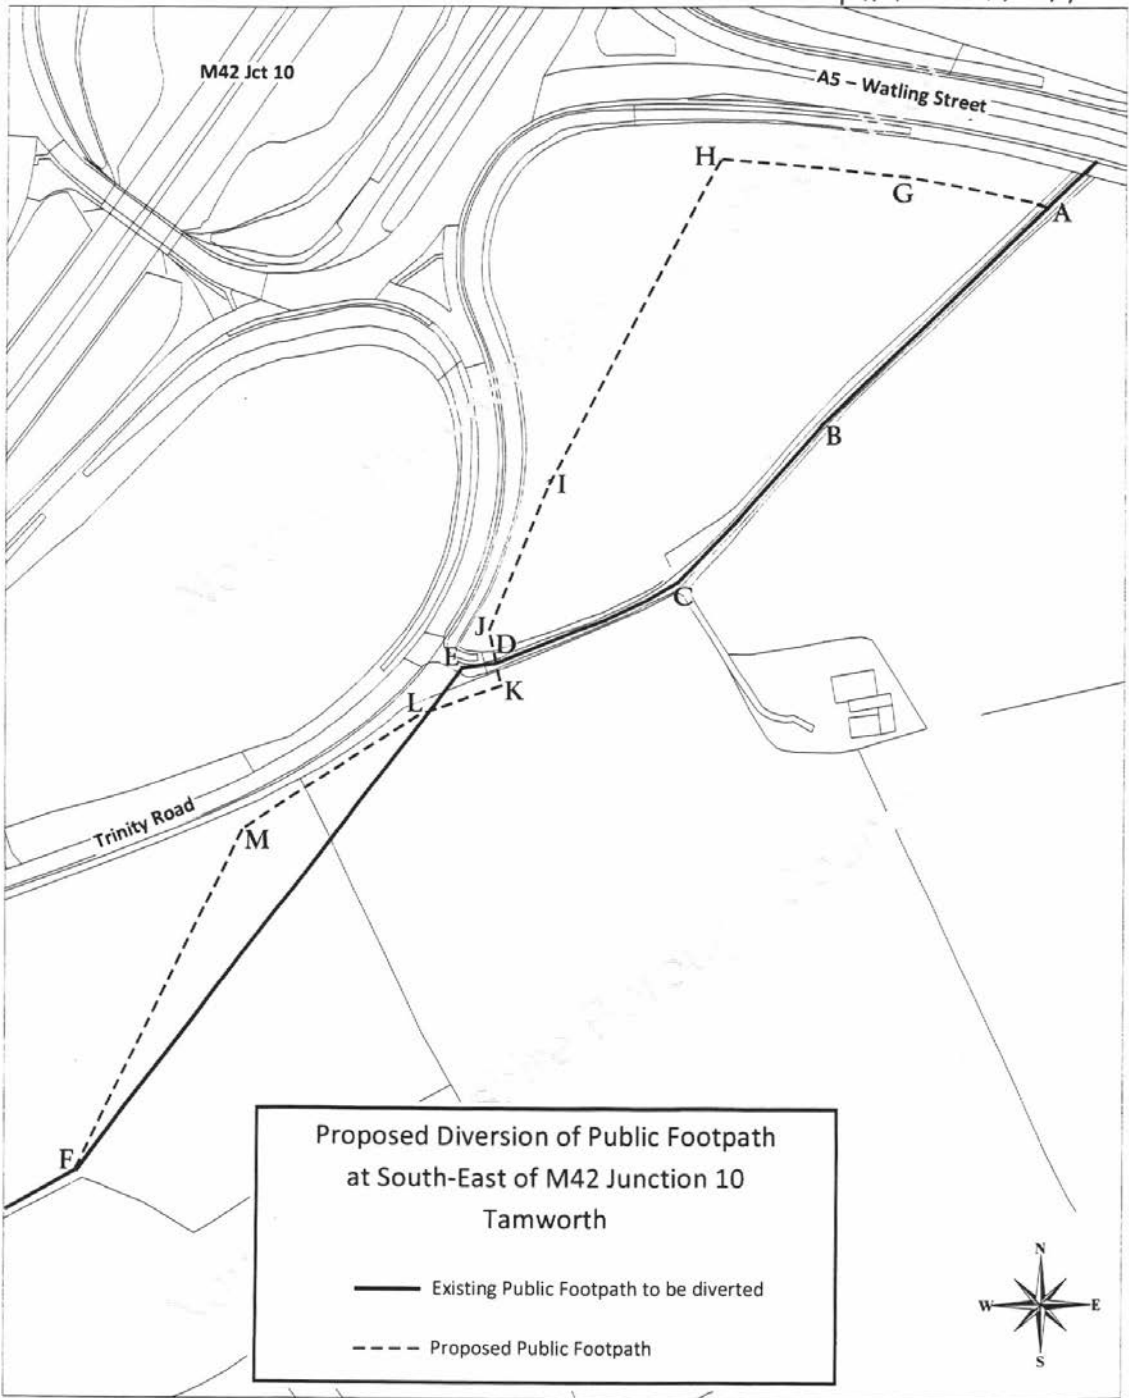 M42 Jct 10
A5 – Watling Street
H
G
A
B
I
C
J
D
E
K
L
Trinity Road
M
F
Proposed Diversion of Public Footpath
at South-East of M42 Junction 10
Tamworth
Existing Public Footpath to be diverted
Proposed Public Footpath
N
W
E
S